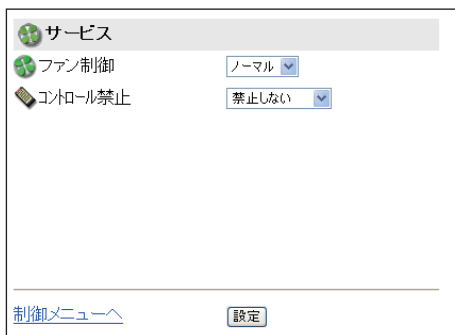 サービス
ファン制御 ノーマル
コントロール禁止 禁止しない
制御メニューへ 設定